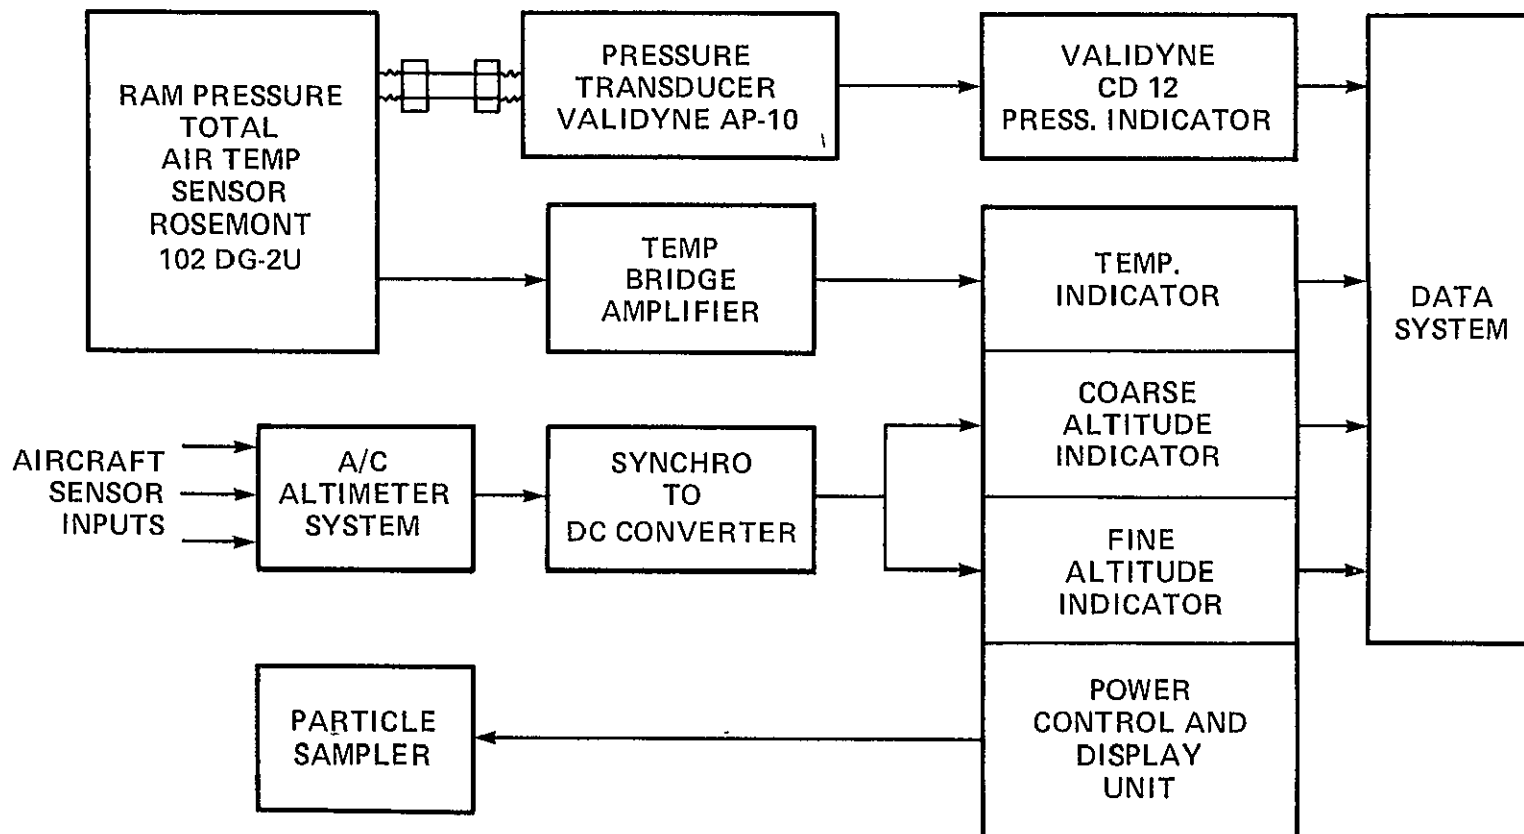 RAM PRESSURE
TOTAL
AIR TEMP
SENSOR
ROSEMONT
102 DG-2U
PRESSURE
TRANSDUCER
VALIDYNE AP-10
VALIDYNE
CD 12
PRESS. INDICATOR
TEMP
BRIDGE
AMPLIFIER
TEMP.
INDICATOR
DATA
SYSTEM
AIRCRAFT
SENSOR
INPUTS
A/C
ALTIMETER
SYSTEM
SYNCHRO
TO
DC CONVERTER
COARSE
ALTITUDE
INDICATOR
FINE
ALTITUDE
INDICATOR
PARTICLE
SAMPLER
POWER
CONTROL AND
DISPLAY
UNIT